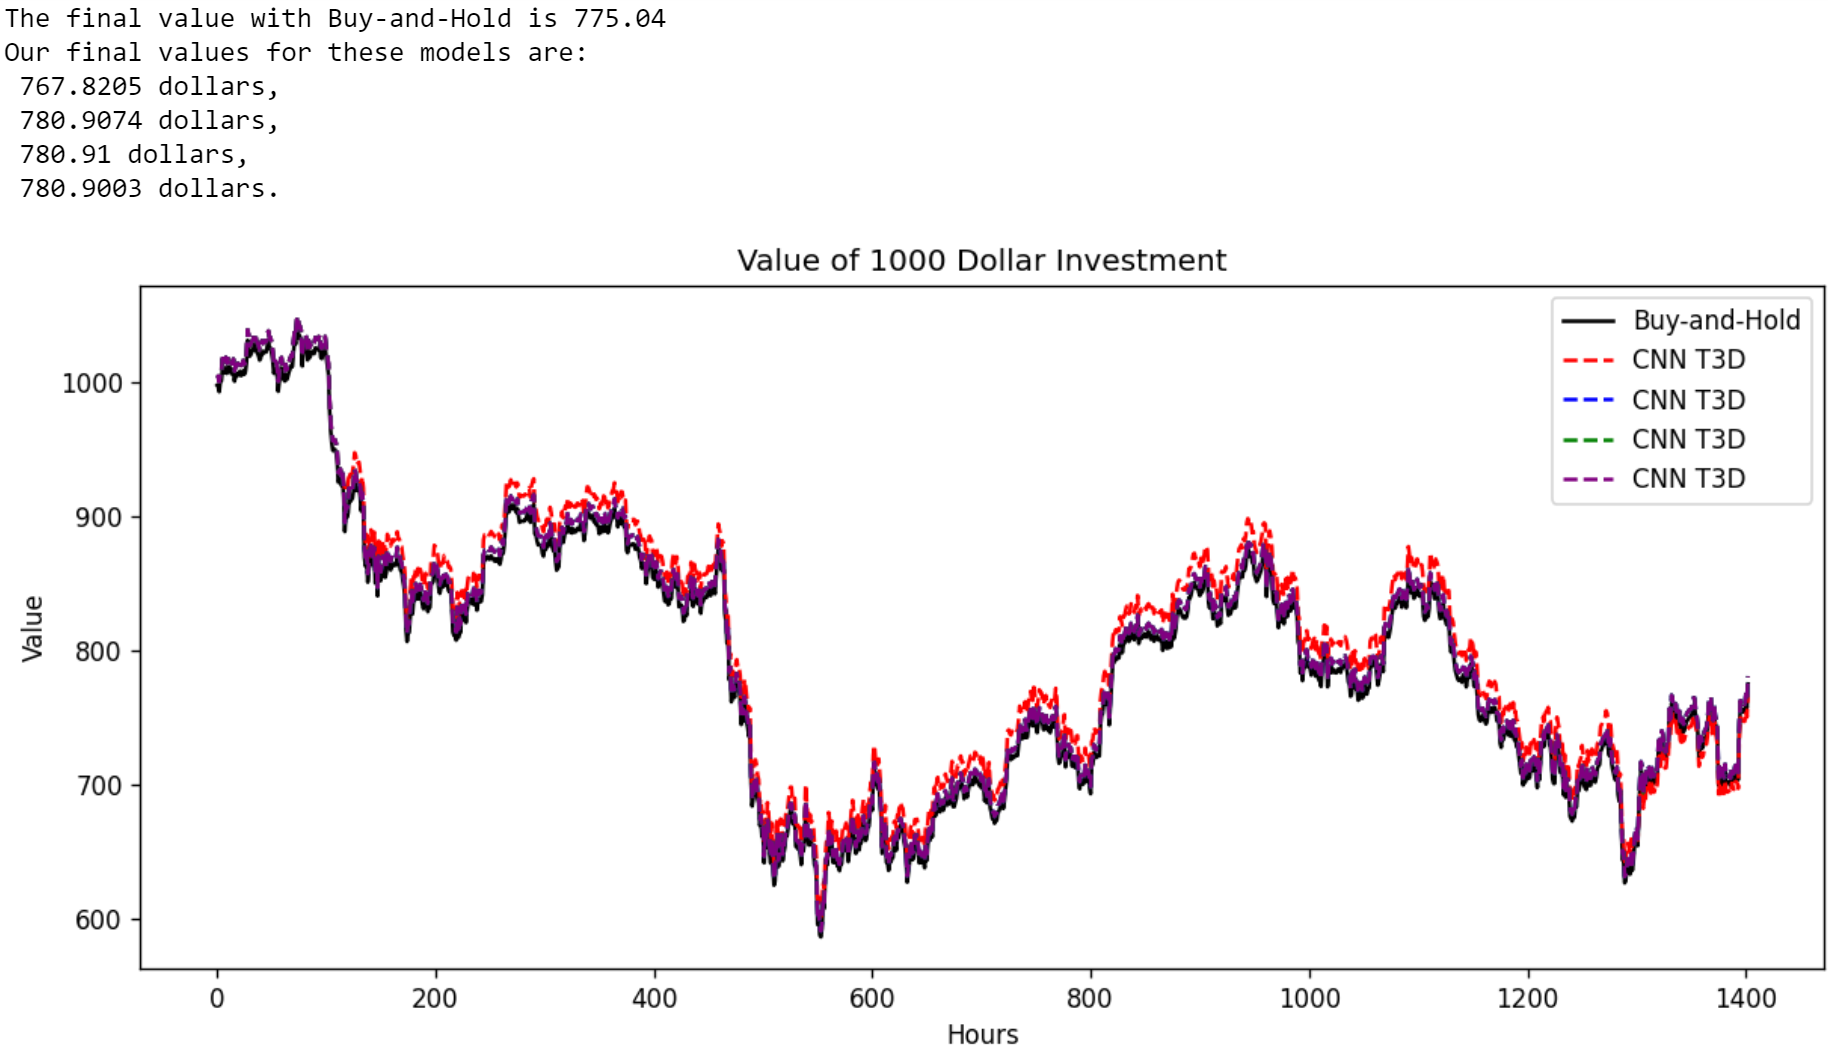 The final value with Buy-and-Hold is 775.04
Our final values for these models are:
767.8205 dollars,
780.9074 dollars,
780.91 dollars,
780.9003 dollars.
Value of 1000 Dollar Investment
Buy-and-Hold
CNN T3D
CNN T3D
CNN T3D
CNN T3D
1000
900
800
700
600
Value
0 200 400 600 800 1000 1200 1400
Hours